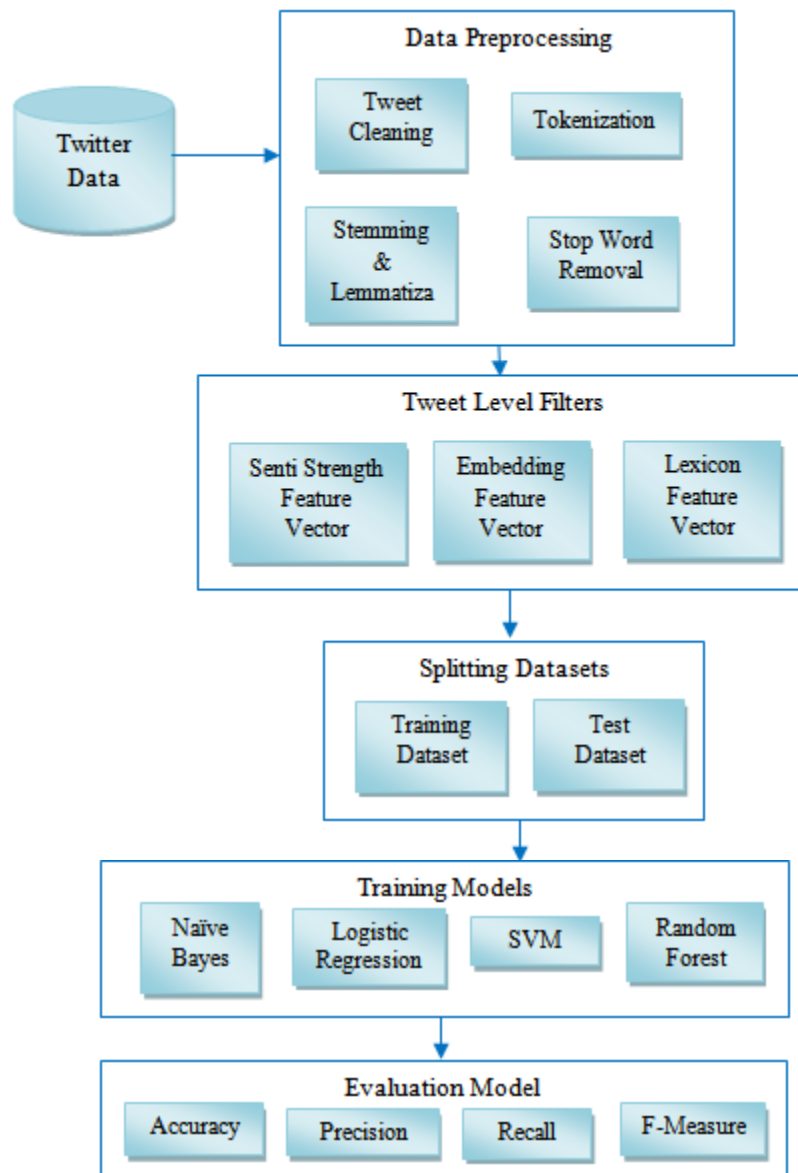 Data Preprocessing
Twitter
Data
Tweet
Cleaning
Tokenization
Stemming
&
Lemmatiza
Stop Word
Removal
Tweet Level Filters
Senti Strength
Feature
Vector
Embedding
Feature
Vector
Lexicon
Feature
Vector
Splitting Datasets
Training
Dataset
Test
Dataset
Training Models
Naïve
Bayes
Logistic
Regression
SVM
Random
Forest
Evaluation Model
Accuracy
Precision
Recall
F-Measure